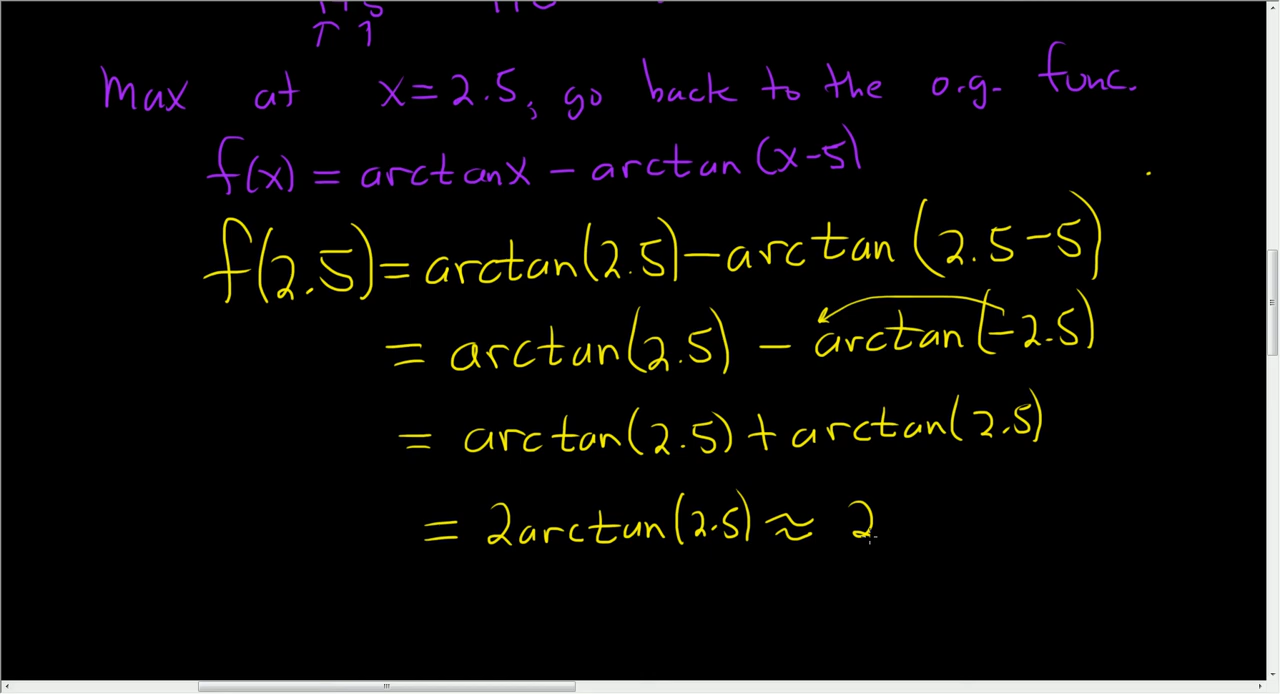 Max at x = 2.5, go back to the o.g. func.
f(x) = arctanx − arctan(x-5)
f(2.5) = arctan(2.5) − arctan(2.5−5)
= arctan(2.5) − arctan(−2.5)
= arctan(2.5) + arctan(2.5)
= 2arctan(2.5) ≈ 2